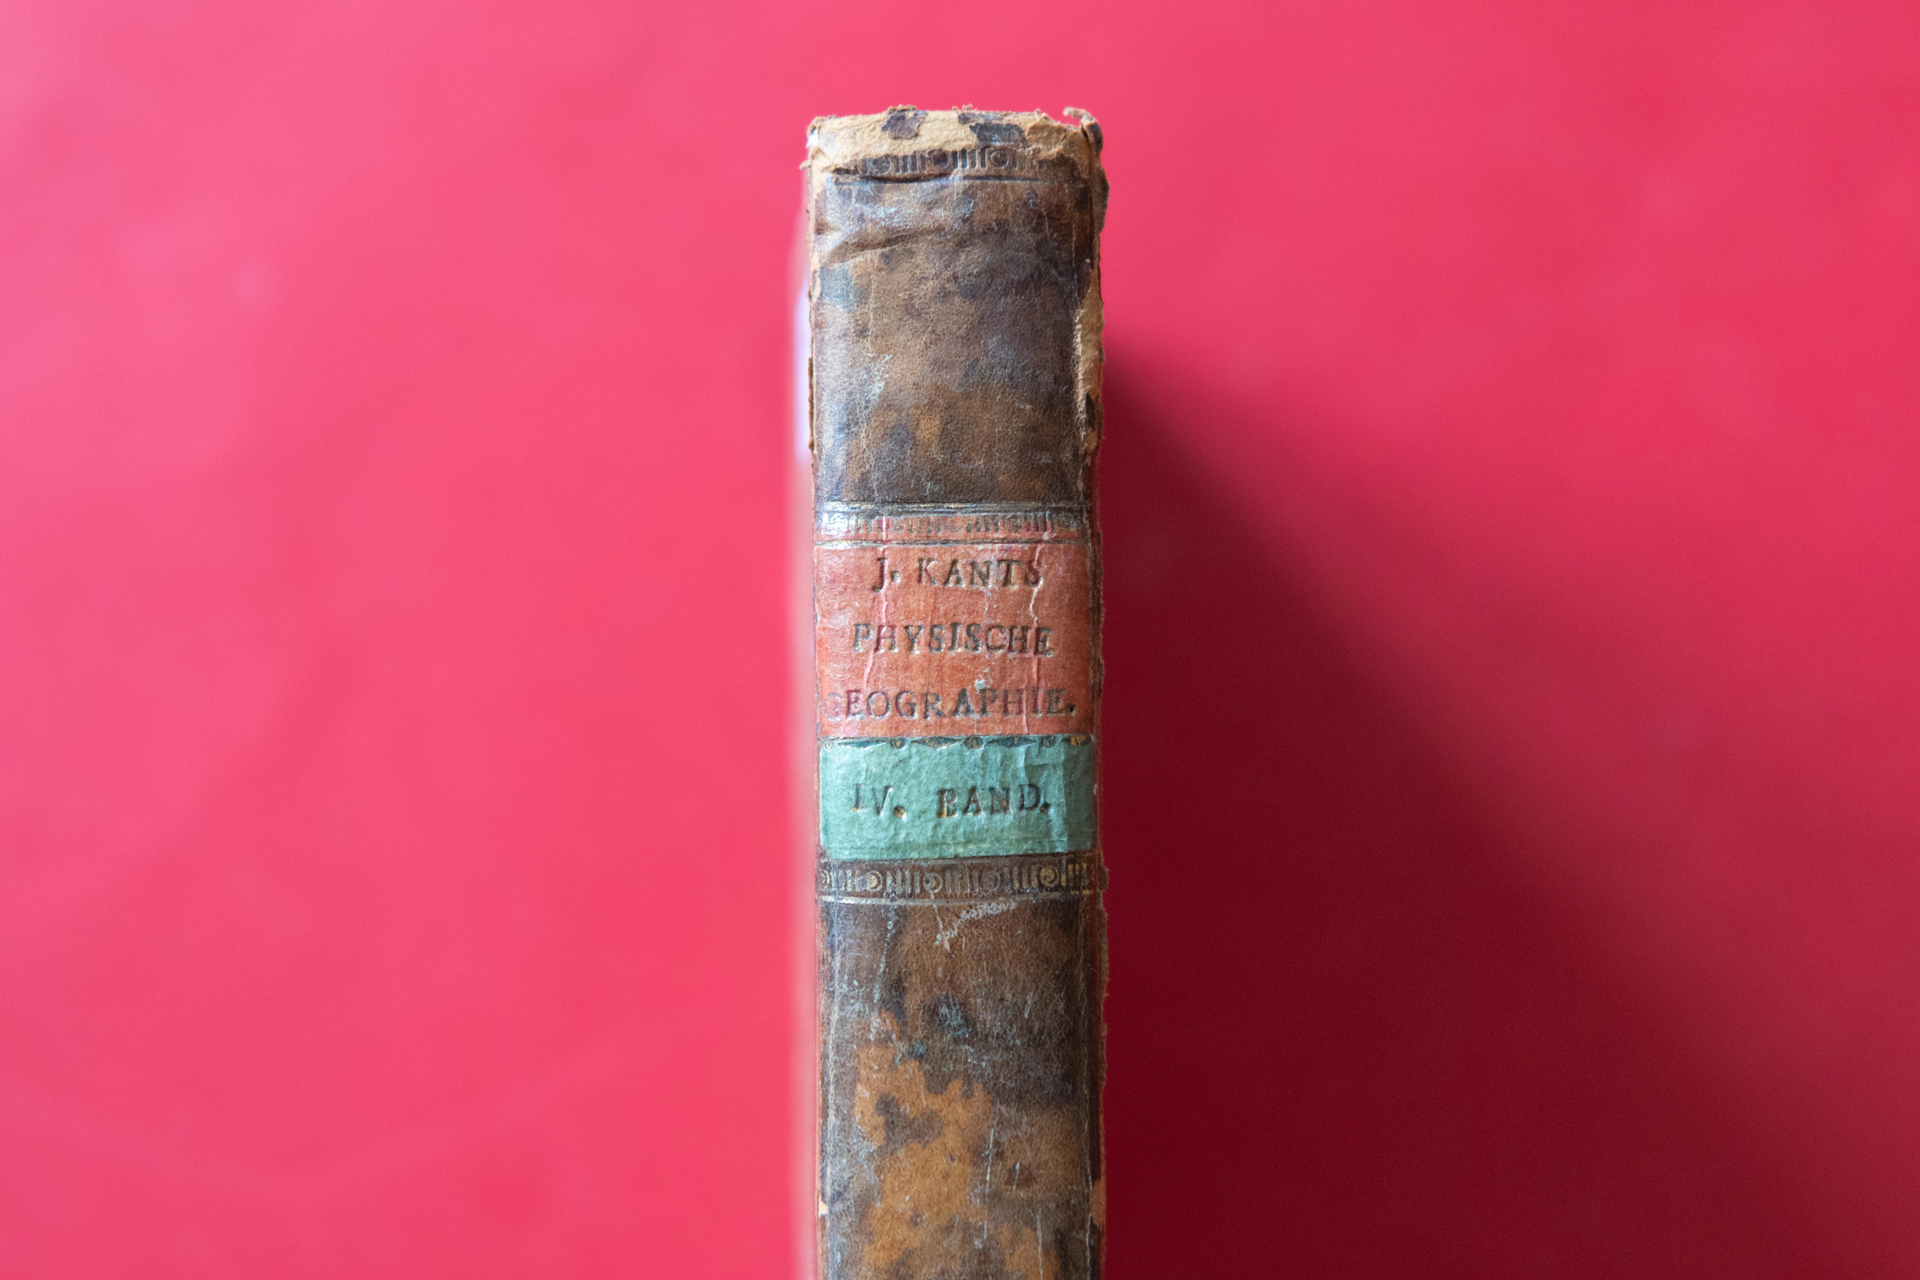 J. KANTS
PHYSISCHE
GEOGRAPHIE.
IV. BAND.